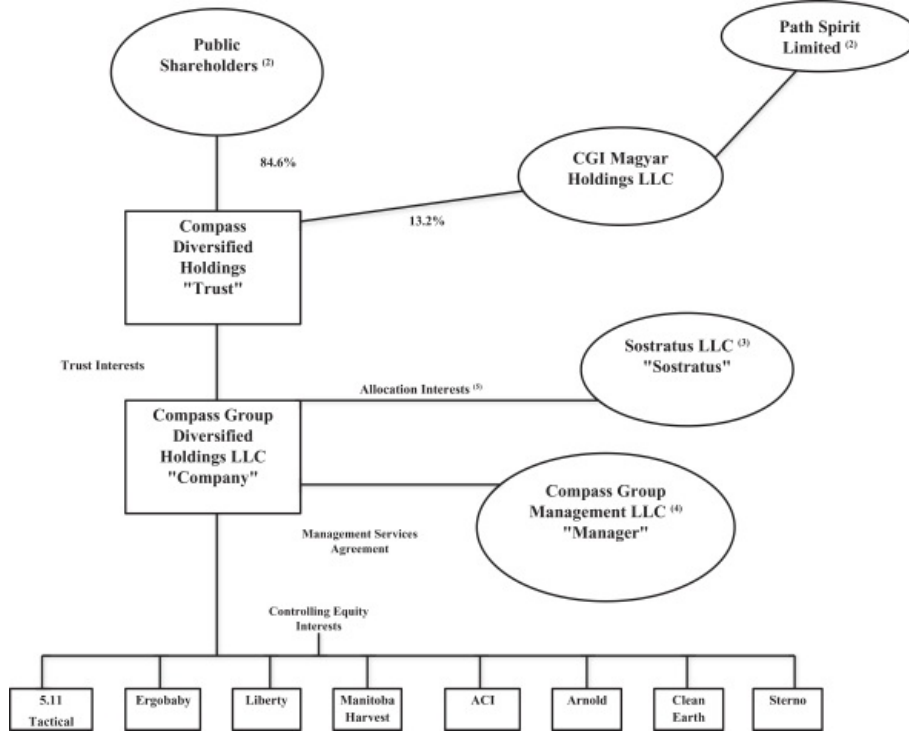 Public
Shareholders (2)
Path Spirit
Limited (2)
84.6%
CGI Magyar
Holdings LLC
13.2%
Compass
Diversified
Holdings
"Trust"
Trust Interests
Sostratus LLC (3)
"Sostratus"
Allocation Interests (5)
Compass Group
Diversified
Holdings LLC
"Company"
Compass Group
Management LLC (4)
"Manager"
Management Services
Agreement
Controlling Equity
Interests
5.11
Tactical
Ergobaby
Liberty
Manitoba
Harvest
ACI
Arnold
Clean
Earth
Sterno